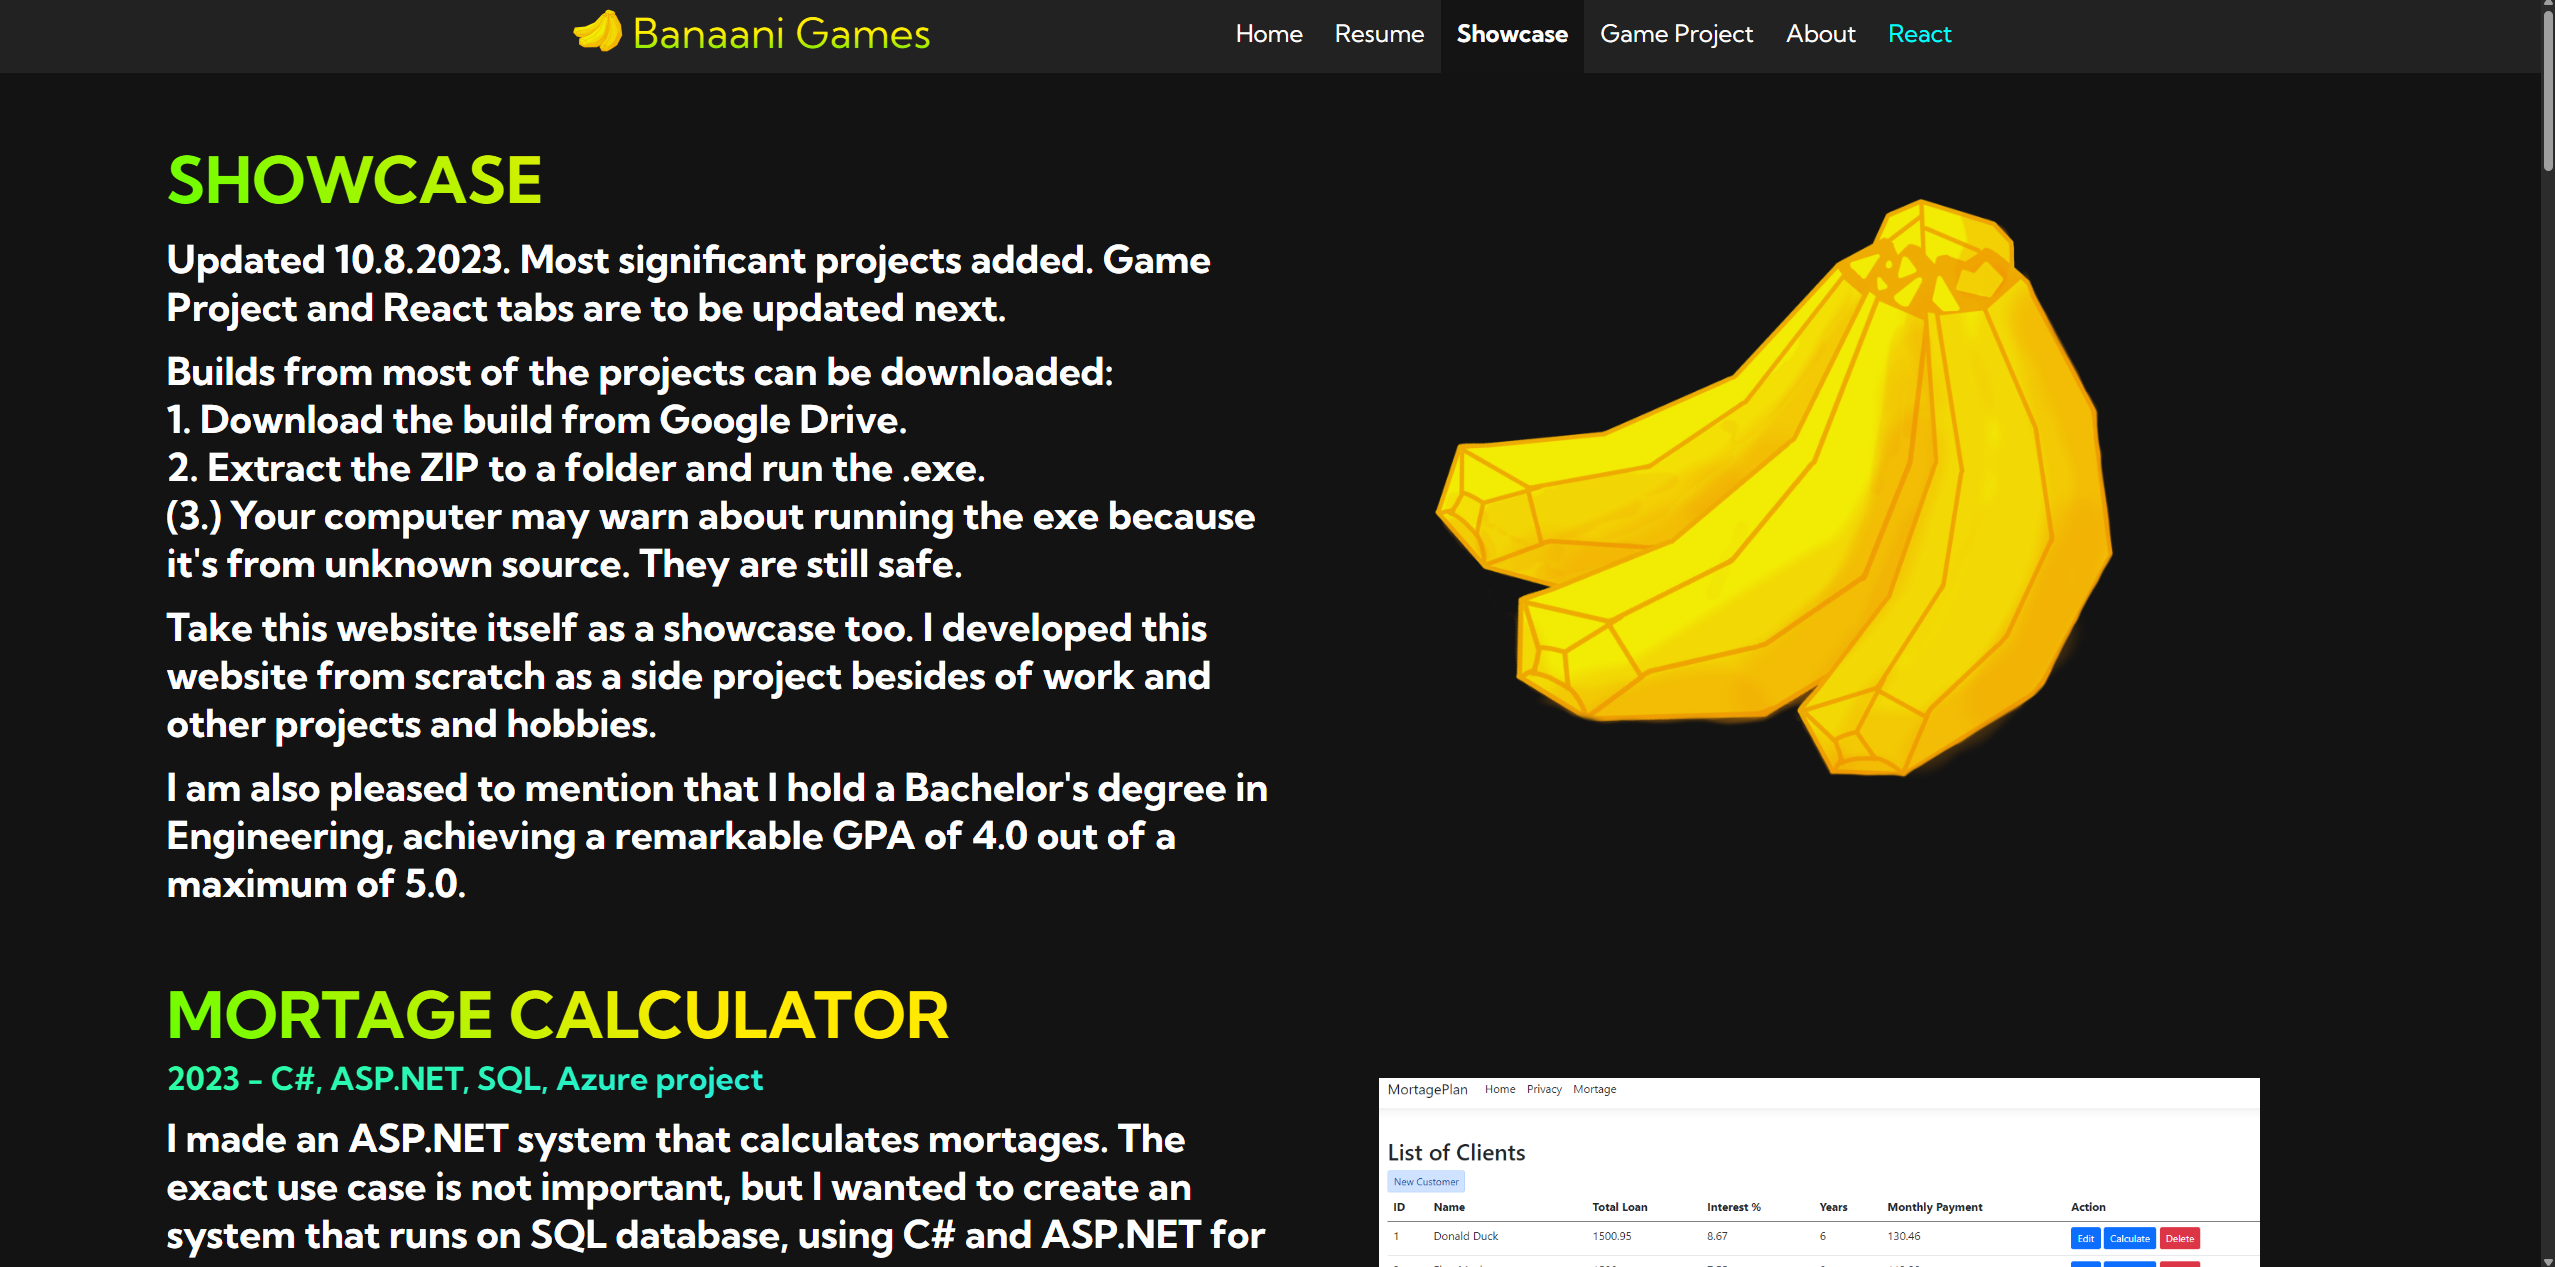 Banaani Games
Home Resume Showcase Game Project About React
SHOWCASE
Updated 10.8.2023. Most significant projects added. Game
Project and React tabs are to be updated next.
Builds from most of the projects can be downloaded:
1. Download the build from Google Drive.
2. Extract the ZIP to a folder and run the .exe.
(3.) Your computer may warn about running the exe because
it's from unknown source. They are still safe.
Take this website itself as a showcase too. I developed this
website from scratch as a side project besides of work and
other projects and hobbies.
I am also pleased to mention that I hold a Bachelor's degree in
Engineering, achieving a remarkable GPA of 4.0 out of a
maximum of 5.0.
MORTAGE CALCULATOR
2023 - C#, ASP.NET, SQL, Azure project
I made an ASP.NET system that calculates mortages. The
exact use case is not important, but I wanted to create an
system that runs on SQL database, using C# and ASP.NET for
MortagePlan Home Privacy Mortage
List of Clients
New Customer
ID Name Total Loan Interest % Years Monthly Payment Action
1 Donald Duck 1500.95 8.67 6 130.46 Edit Calculate Delete